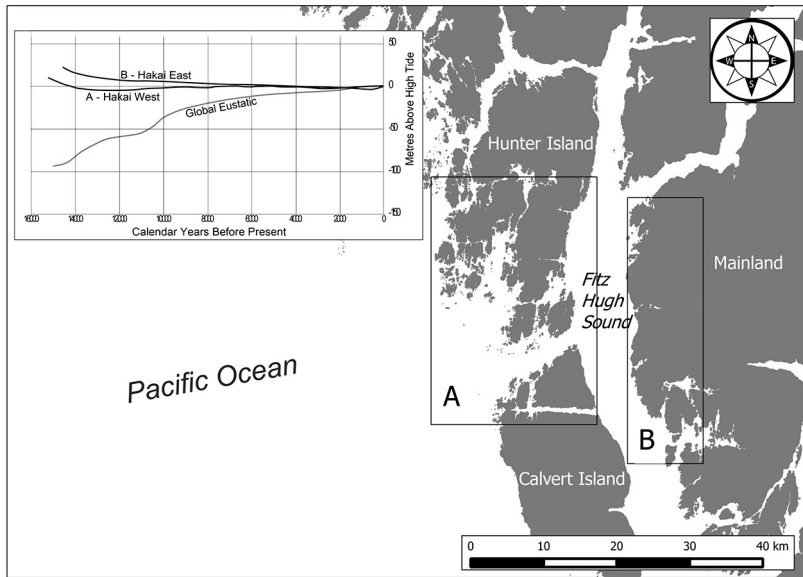 50
0
-50
-100
-150
Metres Above High Tide
B - Hakai East
A - Hakai West
Global Eustatic
16000 14000 12000 10000 8000 6000 4000 2000 0
Calendar Years Before Present
N
W E
S
Hunter Island
Mainland
Fitz
Hugh
Sound
Pacific Ocean
A
B
Calvert Island
0 10 20 30 40 km